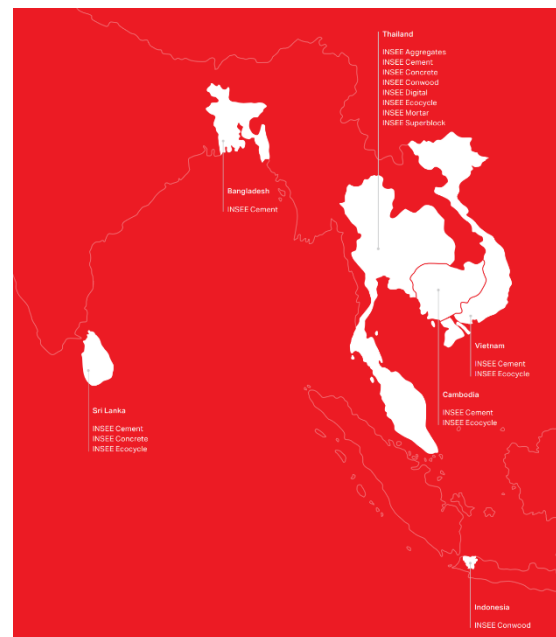 Thailand
INSEE Aggregates
INSEE Cement
INSEE Concrete
INSEE Conwood
INSEE Digital
INSEE Ecocycle
INSEE Mortar
INSEE Superblock
Bangladesh
INSEE Cement
Vietnam
INSEE Cement
INSEE Ecocycle
Cambodia
INSEE Cement
INSEE Ecocycle
Sri Lanka
INSEE Cement
INSEE Concrete
INSEE Ecocycle
Indonesia
INSEE Conwood